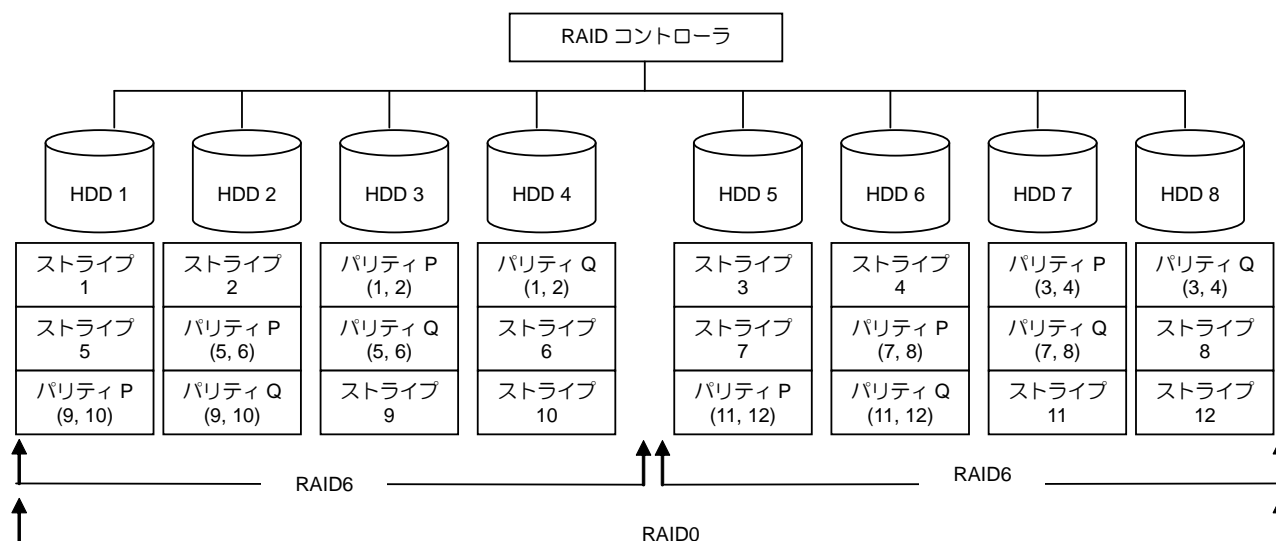 RAID コントローラ
HDD 1
HDD 2
HDD 3
HDD 4
HDD 5
HDD 6
HDD 7
HDD 8
ストライプ
1
ストライプ
2
パリティ P
(1, 2)
パリティ Q
(1, 2)
ストライプ
3
ストライプ
4
パリティ P
(3, 4)
パリティ Q
(3, 4)
ストライプ
5
パリティ P
(5, 6)
パリティ Q
(5, 6)
ストライプ
6
ストライプ
7
パリティ P
(7, 8)
パリティ Q
(7, 8)
ストライプ
8
パリティ P
(9, 10)
パリティ Q
(9, 10)
ストライプ
9
ストライプ
10
パリティ P
(11, 12)
パリティ Q
(11, 12)
ストライプ
11
ストライプ
12
RAID6
RAID6
RAID0